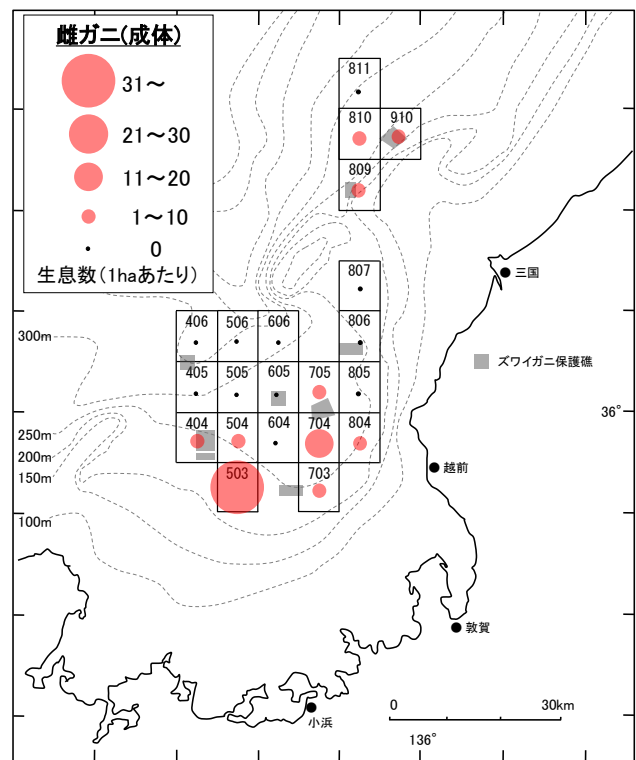 雌ガニ(成体)
31～
21～30
11～20
1～10
0
生息数(1haあたり)
811
810 910
809
807
三国
406 506 606 806
300m
ズワイガニ保護礁
405 505 605 705 805
36°
404 504 604 704 804
250m
200m
150m
503 703
越前
100m
敦賀
小浜
0 30km
136°